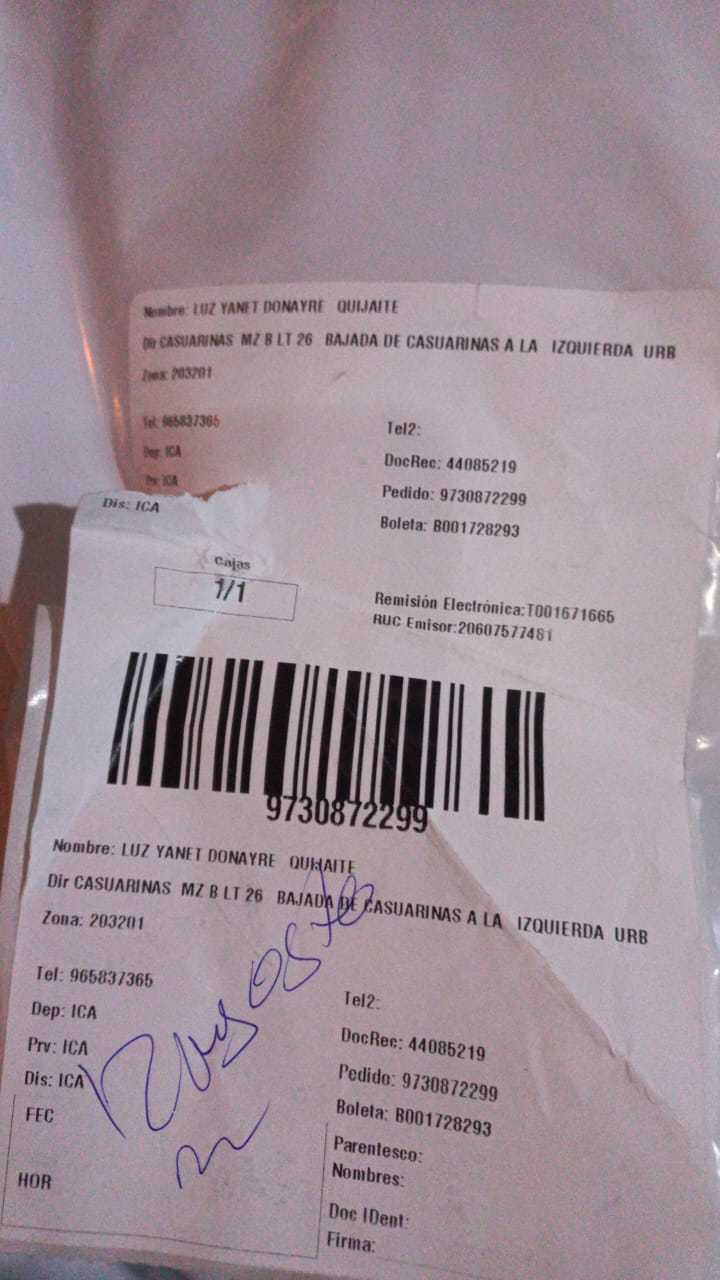 Nombre: LUZ YANET DONAYRE QUIJAITE
Dir CASUARINAS MZ B LT 26 BAJADA DE CASUARINAS A LA IZQUIERDA URB
Zona: 203201
Tel: 965837365 Tel2:
Dep: ICA DocRec: 44085219
Prv: ICA Pedido: 9730872299
Dis: ICA Boleta: B001728293
Cajas
1/1
Remisión Electrónica:T001671665
RUC Emisor:20607577481
9730872299
Nombre: LUZ YANET DONAYRE QUIJAITE
Dir CASUARINAS MZ B LT 26 BAJADA DE CASUARINAS A LA IZQUIERDA URB
Zona: 203201
Tel: 965837365 Tel2:
Dep: ICA DocRec: 44085219
Prv: ICA Pedido: 9730872299
Dis: ICA Boleta: B001728293
FEC Parentesco:
Nombres:
HOR Doc IDent:
Firma: